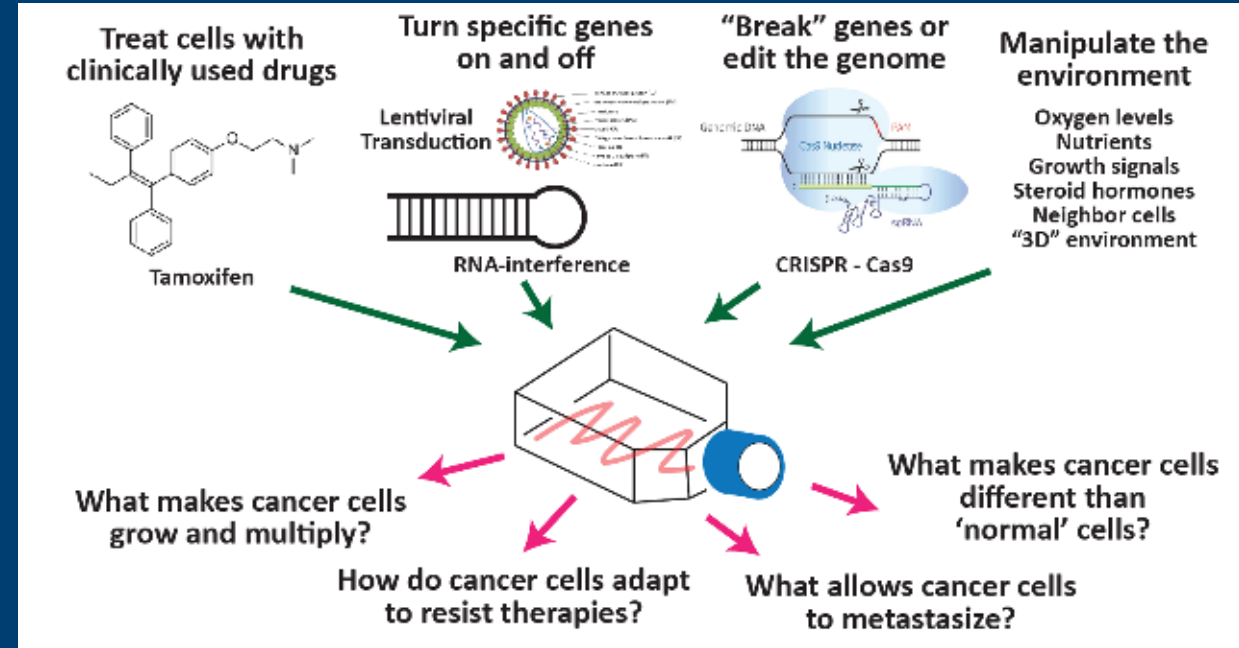 Treat cells with
clinically used drugs
O
N
Tamoxifen
Turn specific genes
on and off
Lentiviral
Transduction
RNA-interference
“Break” genes or
edit the genome
Genomic DNA
PAM
Cas9 Nuclease
CRISPR - Cas9
Manipulate the
environment
Oxygen levels
Nutrients
Growth signals
Steroid hormones
Neighbor cells
“3D” environment
What makes cancer cells
grow and multiply?
How do cancer cells adapt
to resist therapies?
What allows cancer cells
to metastasize?
What makes cancer cells
different than
‘normal’ cells?